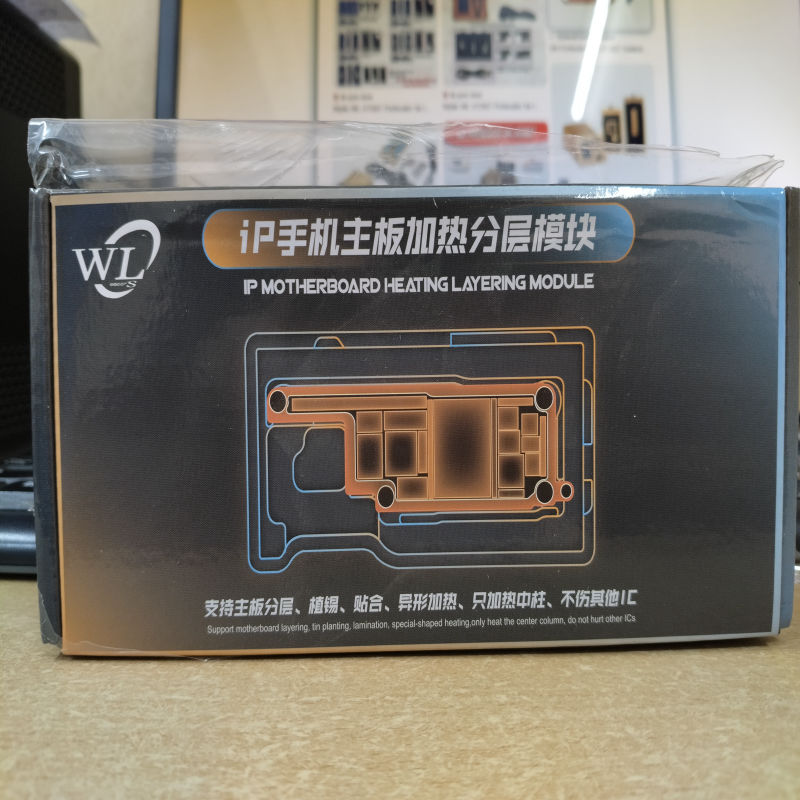 WL
iP手机主板加热分层模块
IP MOTHERBOARD HEATING LAYERING MODULE
支持主板分层、植锡、贴合、异形加热、只加热中柱、不伤其他IC
Support motherboard layering, tin planting, lamination, special-shaped heating,only heat the center column, do not hurt other ICs